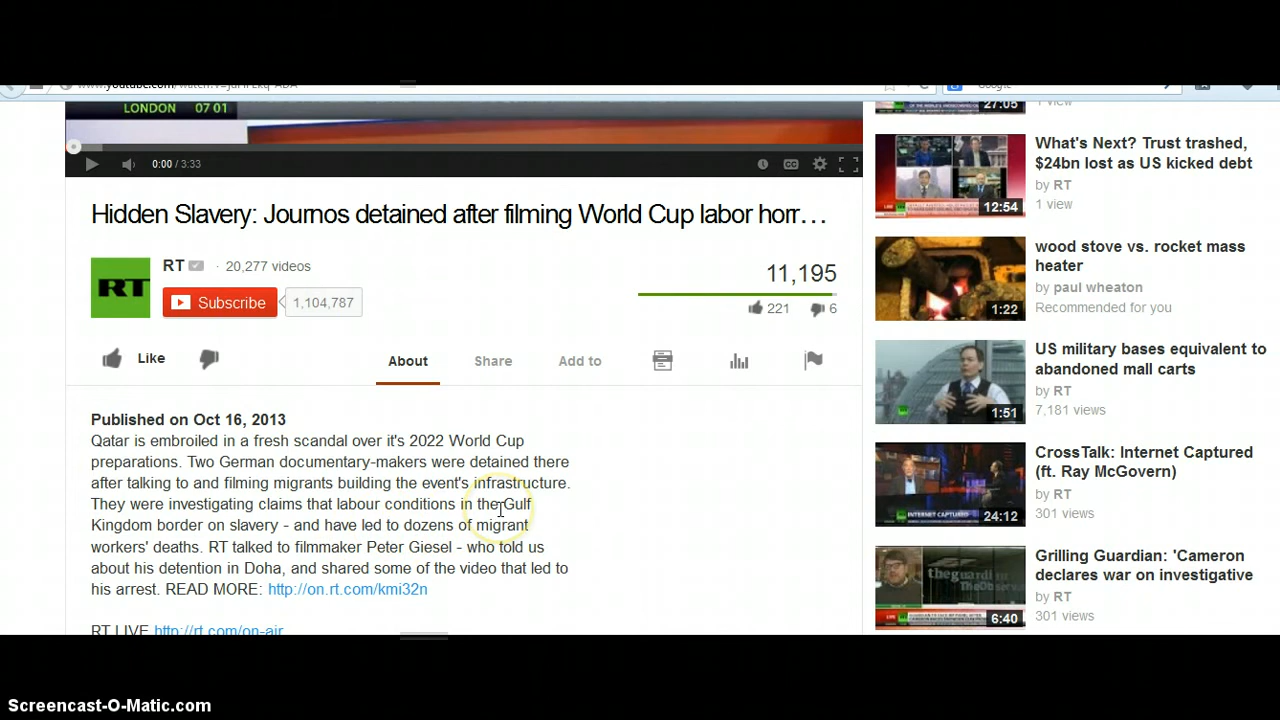 LONDON 07 01
0:00 / 3:33
CC
Hidden Slavery: Journos detained after filming World Cup labor horr...
RT
RT · 20,277 videos
Subscribe 1,104,787
11,195
221 6
Like
About Share Add to
Published on Oct 16, 2013
Qatar is embroiled in a fresh scandal over it's 2022 World Cup
preparations. Two German documentary-makers were detained there
after talking to and filming migrants building the event's infrastructure.
They were investigating claims that labour conditions in the Gulf
Kingdom border on slavery - and have led to dozens of migrant
workers' deaths. RT talked to filmmaker Peter Giesel - who told us
about his detention in Doha, and shared some of the video that led to
his arrest. READ MORE: http://on.rt.com/kmi32n
RT LIVE http://rt.com/on-air
27:05
1 view
What's Next? Trust trashed,
$24bn lost as US kicked debt
by RT
1 view
12:54
wood stove vs. rocket mass
heater
by paul wheaton
Recommended for you
1:22
US military bases equivalent to
abandoned mall carts
by RT
7,181 views
1:51
CrossTalk: Internet Captured
(ft. Ray McGovern)
by RT
301 views
INTERNET CAPTURED
24:12
Grilling Guardian: 'Cameron
declares war on investigative
by RT
301 views
6:40
Screencast-O-Matic.com